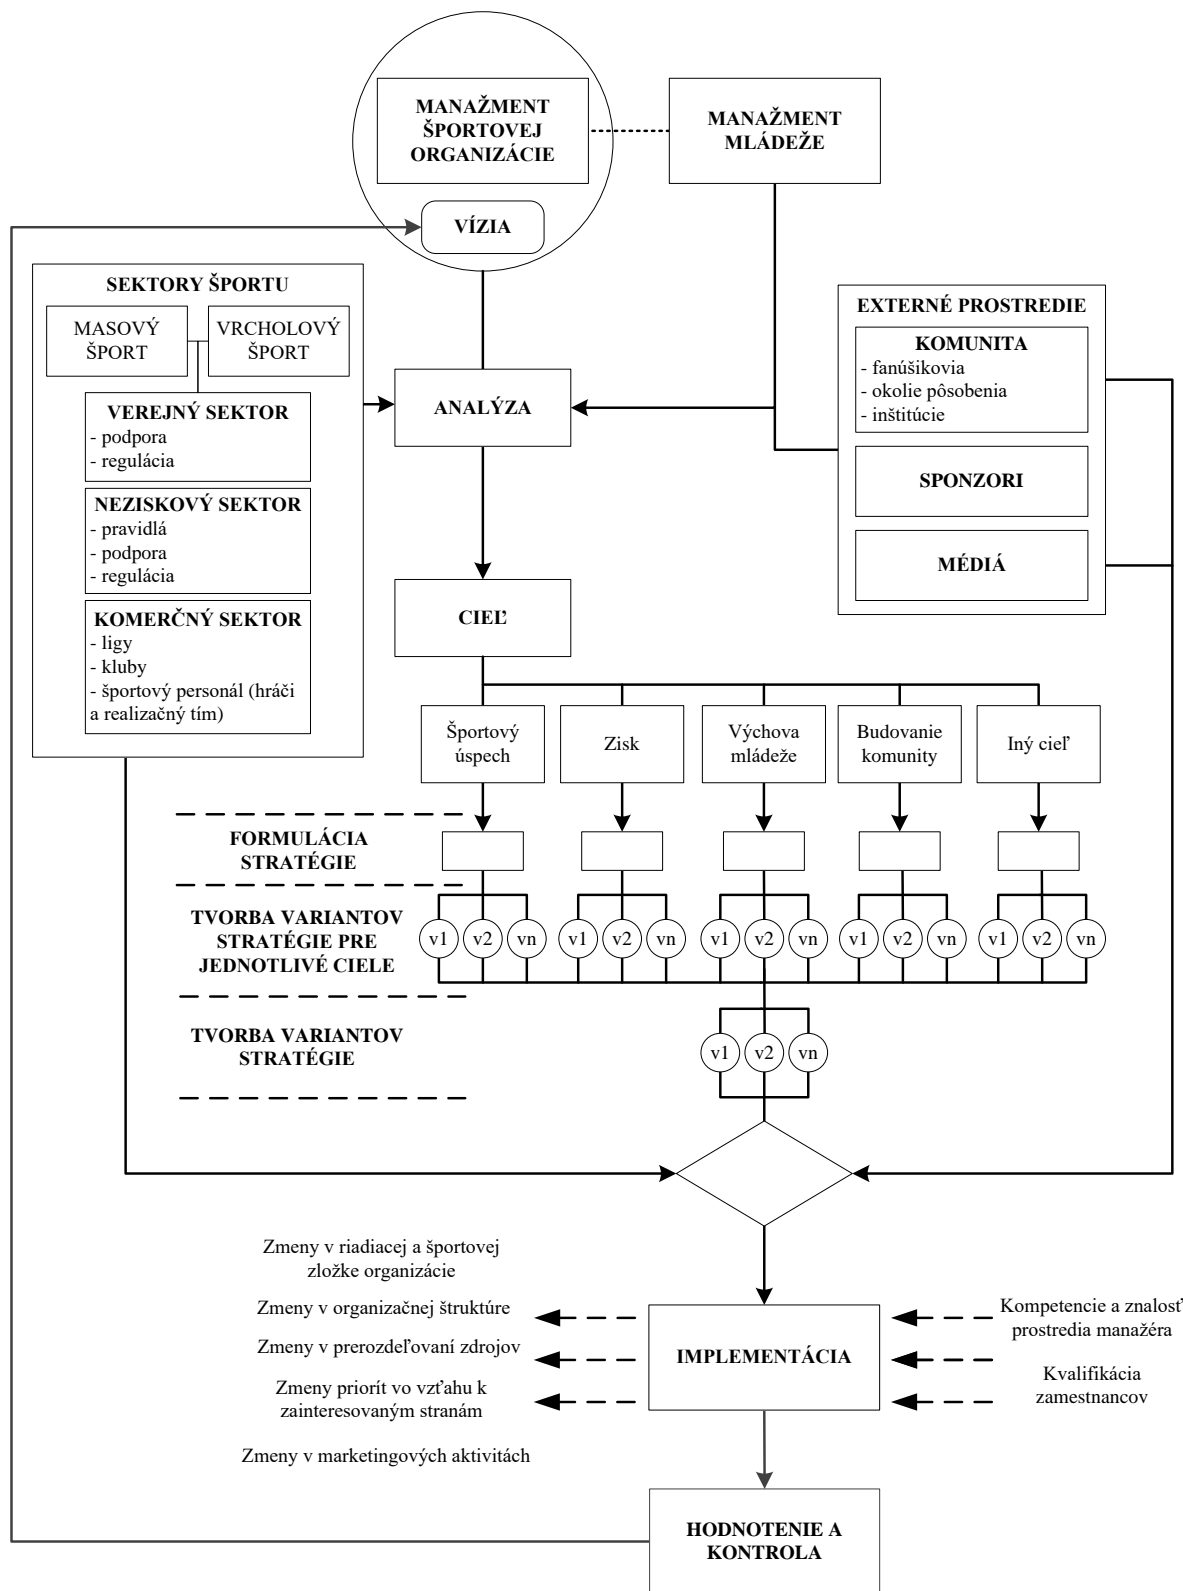 MANAŽMENT
ŠPORTOVEJ
ORGANIZÁCIE
MANAŽMENT
MLÁDEŽE
VÍZIA
SEKTORY ŠPORTU
MASOVÝ
ŠPORT
VRCHOLOVÝ
ŠPORT
VEREJNÝ SEKTOR
- podpora
- regulácia
NEZISKOVÝ SEKTOR
- pravidlá
- podpora
- regulácia
KOMERČNÝ SEKTOR
- ligy
- kluby
- športový personál (hráči
a realizačný tím)
ANALÝZA
EXTERNÉ PROSTREDIE
KOMUNITA
- fanúšikovia
- okolie pôsobenia
- inštitúcie
SPONZORI
MÉDIÁ
CIEĽ
Športový
úspech
Zisk
Výchova
mládeže
Budovanie
komunity
Iný cieľ
FORMULÁCIA
STRATÉGIE
TVORBA VARIANTOV
STRATÉGIE PRE
JEDNOTLIVÉ CIELE
v1 v2 vn v1 v2 vn v1 v2 vn v1 v2 vn v1 v2 vn
TVORBA VARIANTOV
STRATÉGIE
v1 v2 vn
Zmeny v riadiacej a športovej
zložke organizácie
Zmeny v organizačnej štruktúre
Zmeny v prerozdeľovaní zdrojov
Zmeny priorít vo vzťahu k
zainteresovaným stranám
Zmeny v marketingových aktivitách
IMPLEMENTÁCIA
Kompetencie a znalosť
prostredia manažéra
Kvalifikácia
zamestnancov
HODNOTENIE A
KONTROLA